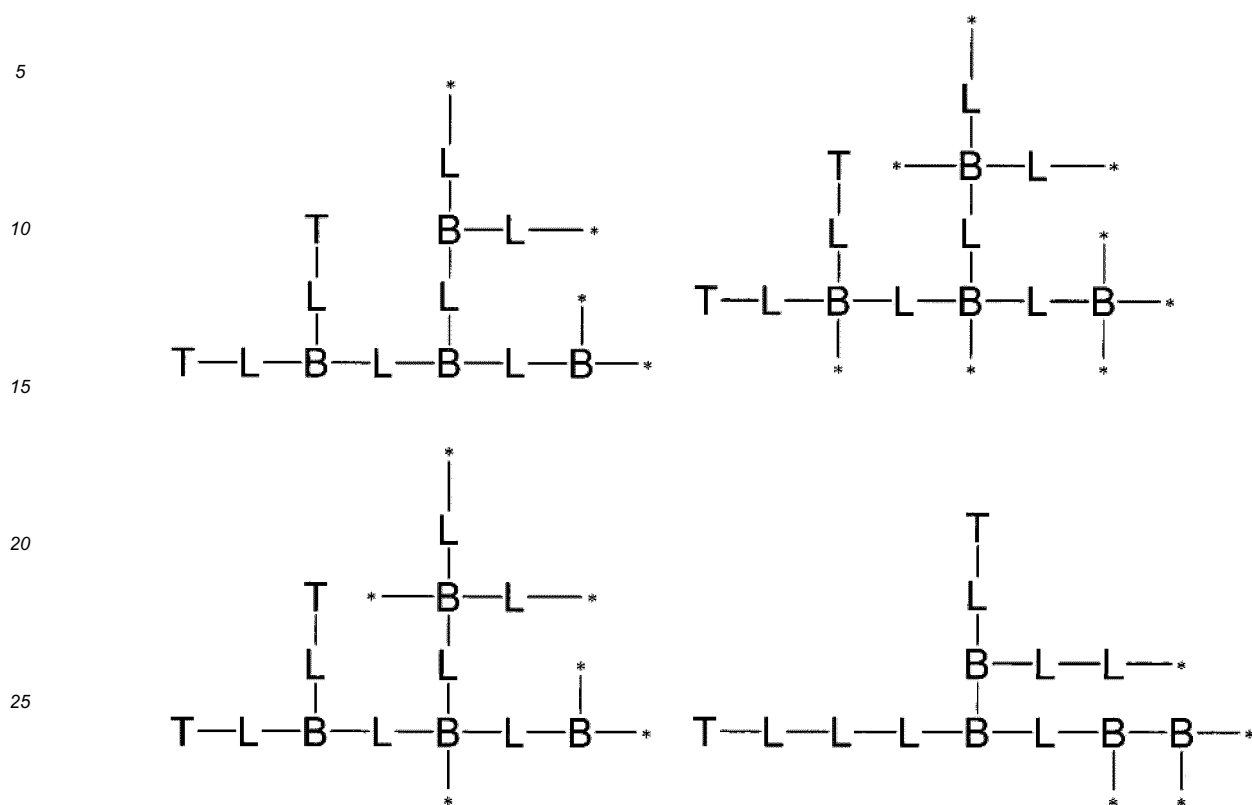 *
5
*
L
L T *—B—L—*
10 T B—L—* L L *
L L * T—L—B—L—B—L—B—*
T—L—B—L—B—L—B—* * * *
15
*
L T
20
T *—B—L—* L
L L * B—L—L—*
25
T—L—B—L—B—L—B—* T—L—L—L—B—L—B—B—*
* * *